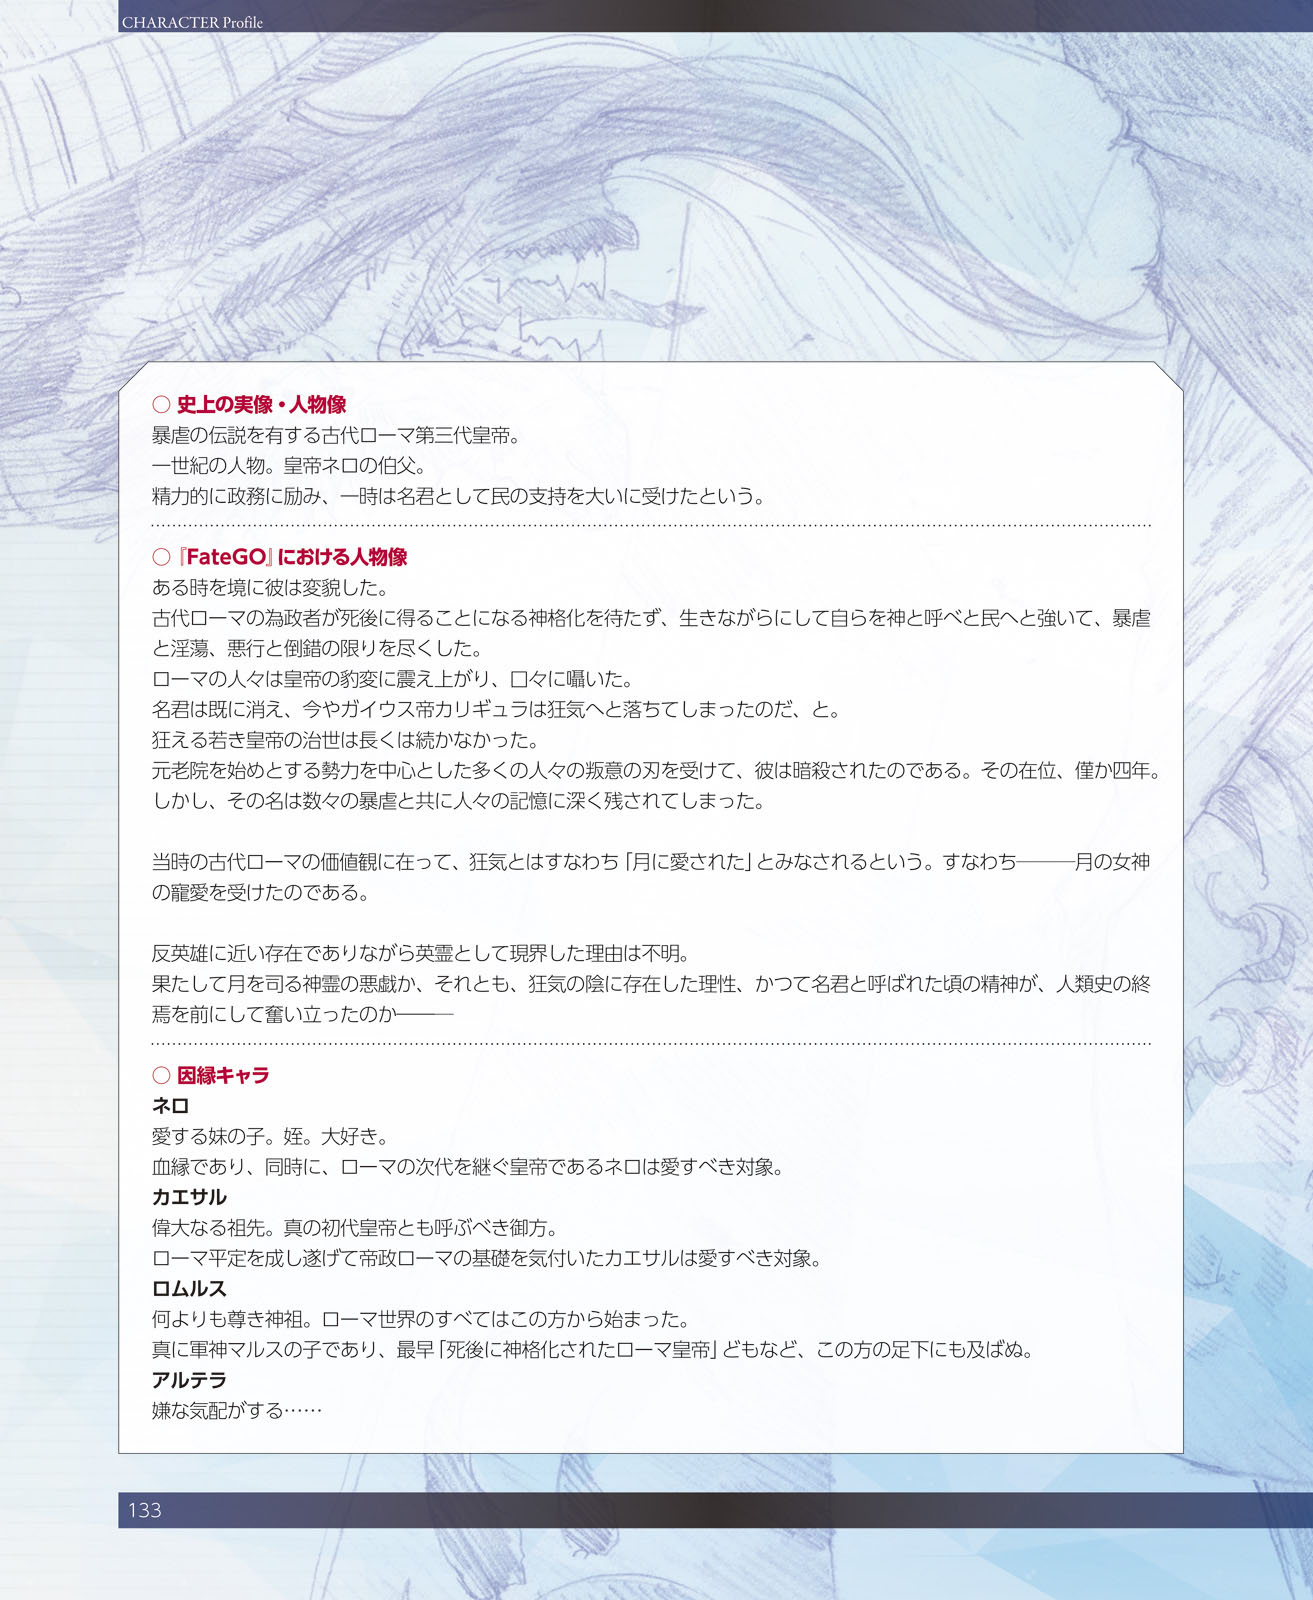 CHARACTER Profile
○ 史上の実像・人物像
暴虐の伝説を有する古代ローマ第三代皇帝。
一世紀の人物。皇帝ネロの伯父。
精力的に政務に励み、一時は名君として民の支持を大いに受けたという。
○『FateGO』における人物像
ある時を境に彼は変貌した。
古代ローマの為政者が死後に得ることになる神格化を待たず、生きながらにして自らを神と呼べと民へと強いて、暴虐
と淫蕩、悪行と倒錯の限りを尽くした。
ローマの人々は皇帝の豹変に震え上がり、口々に囁いた。
名君は既に消え、今やガイウス帝カリギュラは狂気へと落ちてしまったのだ、と。
狂える若き皇帝の治世は長くは続かなかった。
元老院を始めとする勢力を中心とした多くの人々の叛意の刃を受けて、彼は暗殺されたのである。その在位、僅か四年。
しかし、その名は数々の暴虐と共に人々の記憶に深く残されてしまった。
当時の古代ローマの価値観に在って、狂気とはすなわち「月に愛された」とみなされるという。すなわち―――月の女神
の寵愛を受けたのである。
反英雄に近い存在でありながら英霊として現界した理由は不明。
果たして月を司る神霊の悪戯か、それとも、狂気の陰に存在した理性、かつて名君と呼ばれた頃の精神が、人類史の終
焉を前にして奮い立ったのか―――
○ 因縁キャラ
ネロ
愛する妹の子。姪。大好き。
血縁であり、同時に、ローマの次代を継ぐ皇帝であるネロは愛すべき対象。
カエサル
偉大なる祖先。真の初代皇帝とも呼ぶべき御方。
ローマ平定を成し遂げて帝政ローマの基礎を気付いたカエサルは愛すべき対象。
ロムルス
何よりも尊き神祖。ローマ世界のすべてはこの方から始まった。
真に軍神マルスの子であり、最早「死後に神格化されたローマ皇帝」どもなど、この方の足下にも及ばぬ。
アルテラ
嫌な気配がする……
133